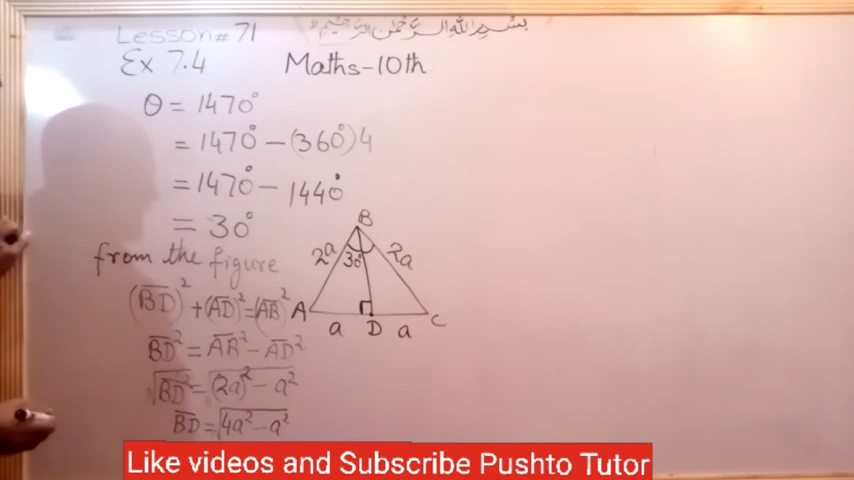 Lesson# 71
بسم الله الرحمن الرحيم
Ex 7.4 Maths-10th
θ = 1470°
= 1470° - (360°)4
= 1470° - 1440°
= 30°
from the figure
(BD)² + (AD)² = (AB)²
BD² = AB² - AD²
√BD² = √(2a)² - a²
BD = √4a² - a²
B
2a 30° 2a
A D C
a a
Like videos and Subscribe Pushto Tutor